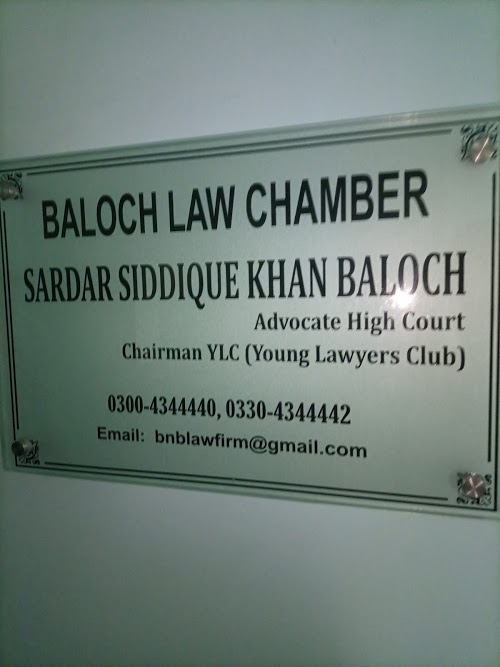 BALOCH LAW CHAMBER
SARDAR SIDDIQUE KHAN BALOCH
Advocate High Court
Chairman YLC (Young Lawyers Club)
0300-4344440, 0330-4344442
Email: bnblawfirm@gmail.com